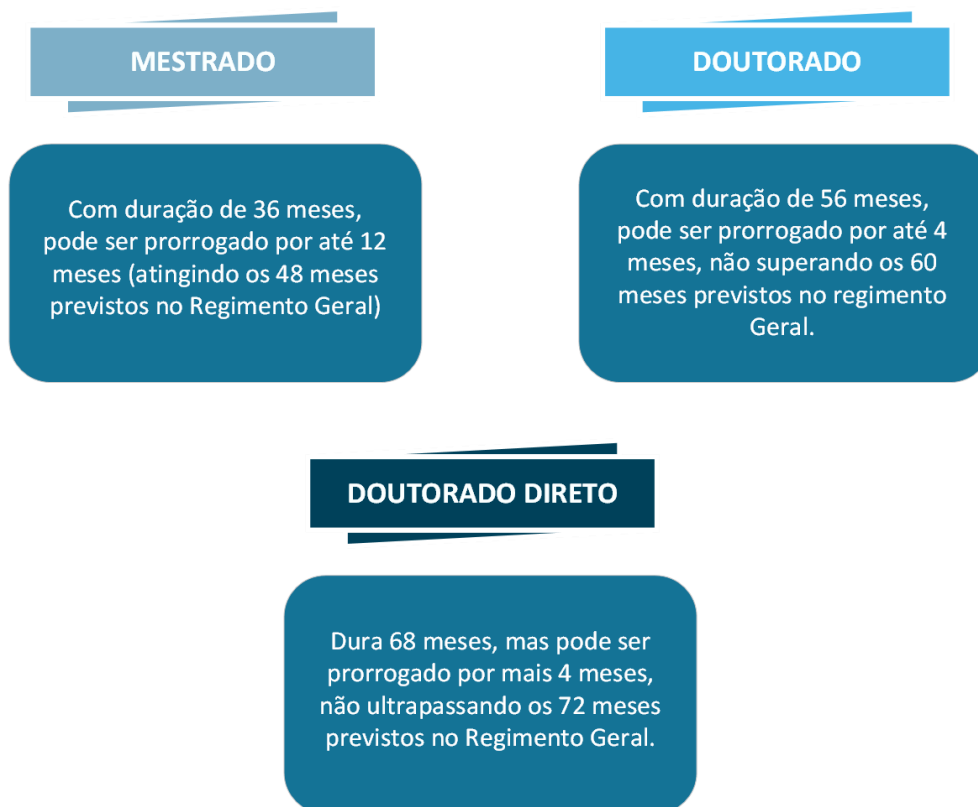 MESTRADO
Com duração de 36 meses,
pode ser prorrogado por até 12
meses (atingindo os 48 meses
previstos no Regimento Geral)
DOUTORADO
Com duração de 56 meses,
pode ser prorrogado por até 4
meses, não superando os 60
meses previstos no regimento
Geral.
DOUTORADO DIRETO
Dura 68 meses, mas pode ser
prorrogado por mais 4 meses,
não ultrapassando os 72 meses
previstos no Regimento Geral.